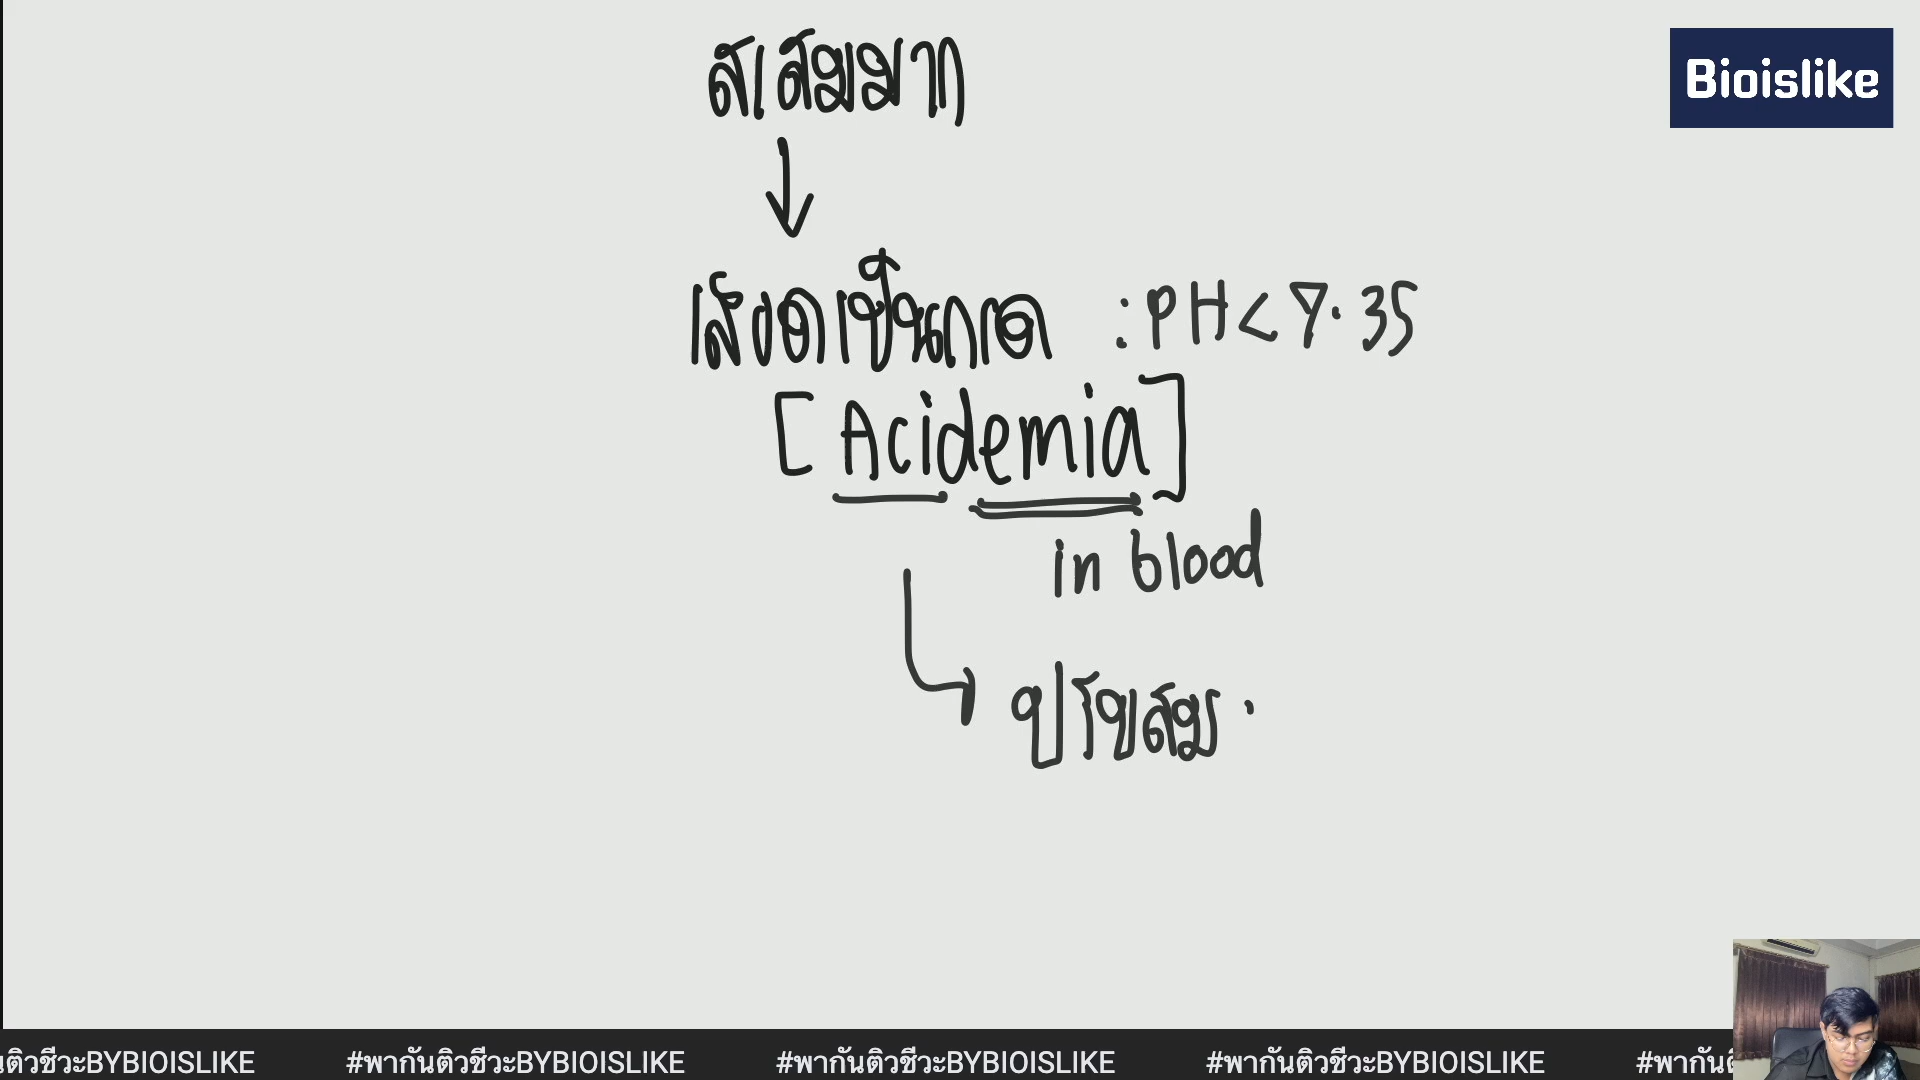 สะสมมาก
Bioislike
เลือดเป็นกรด : PH < 7.35
[Acidemia]
in blood
ปรับสม
#พากันติวชีวะBYBIOISLIKE #พากันติวชีวะBYBIOISLIKE #พากันติวชีวะBYBIOISLIKE